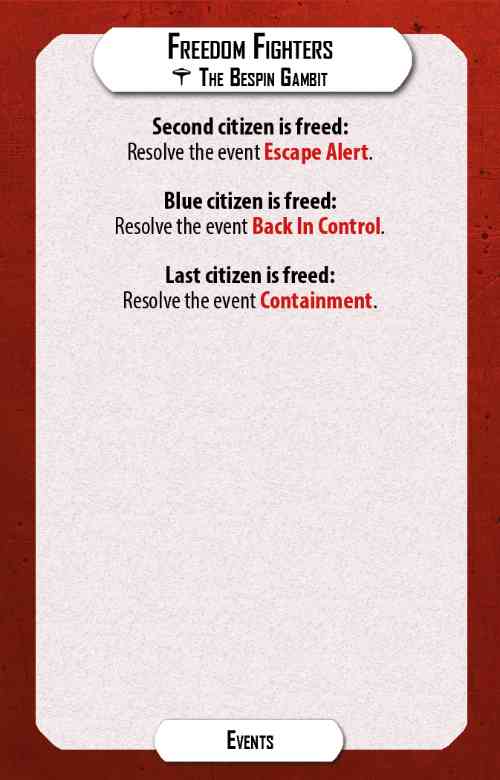 Freedom Fighters
The Bespin Gambit
Second citizen is freed:
Resolve the event Escape Alert.
Blue citizen is freed:
Resolve the event Back In Control.
Last citizen is freed:
Resolve the event Containment.
Events